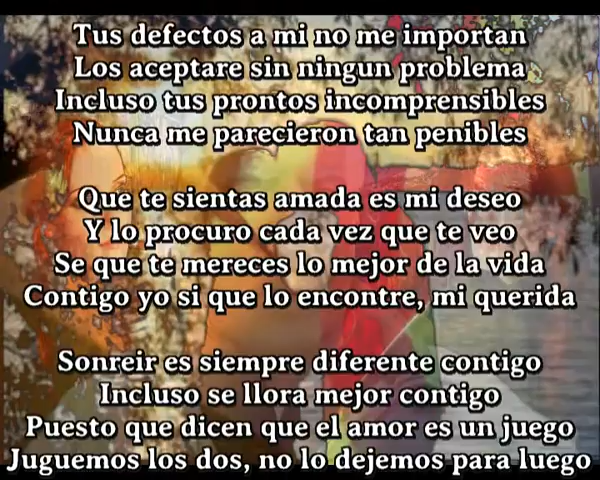 Tus defectos a mi no me importan
Los aceptare sin ningun problema
Incluso tus prontos incomprensibles
Nunca me parecieron tan penibles
Que te sientas amada es mi deseo
Y lo procuro cada vez que te veo
Se que te mereces lo mejor de la vida
Contigo yo si que lo encontre, mi querida
Sonreir es siempre diferente contigo
Incluso se llora mejor contigo
Puesto que dicen que el amor es un juego
Juguemos los dos, no lo dejemos para luego